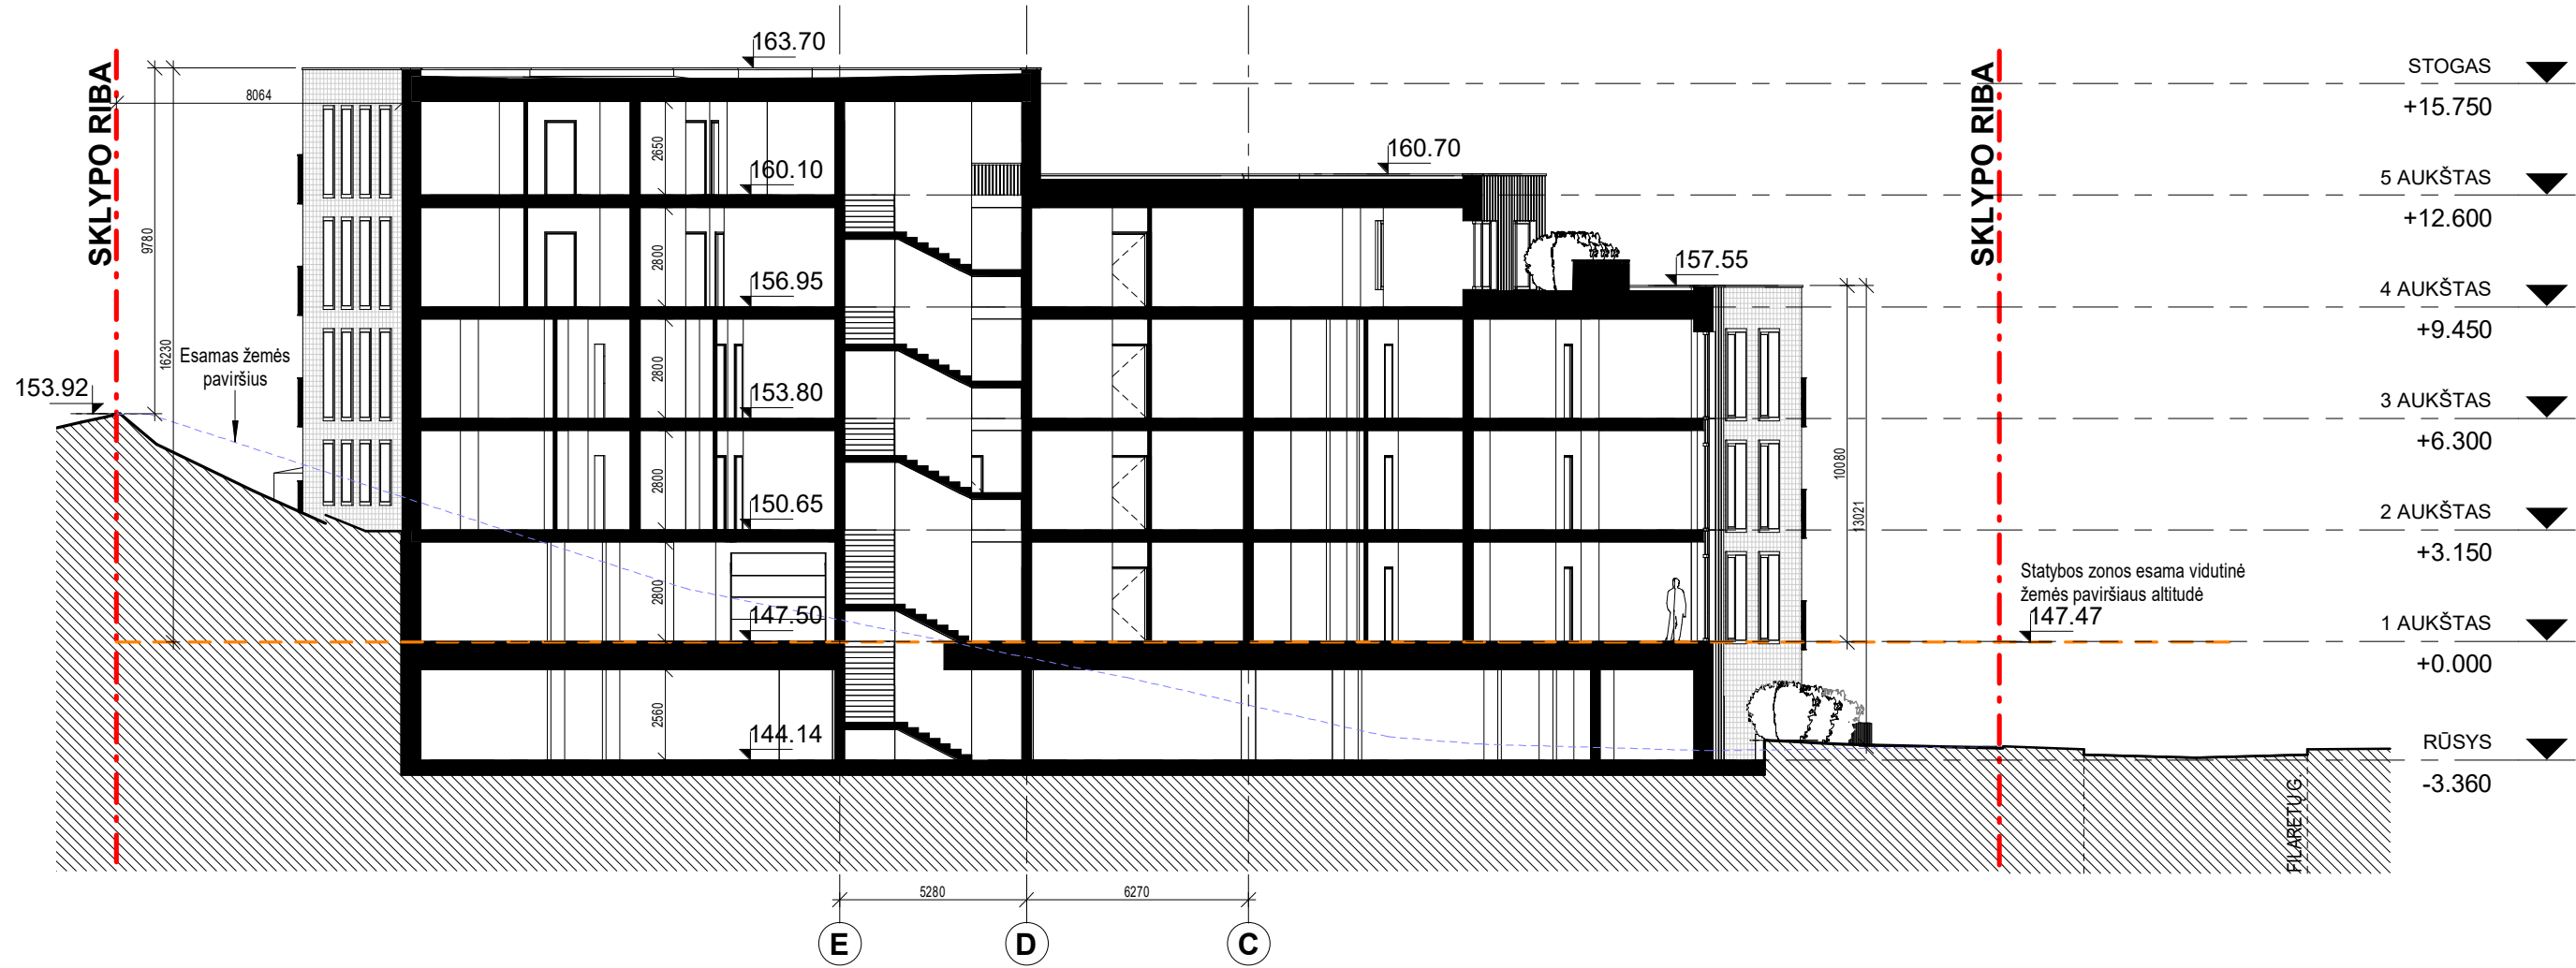 163.70
STOGAS
+15.750
SKLYPO RIBA
SKLYPO RIBA
8064
2650
160.10
160.70
5 AUKŠTAS
+12.600
9780
2800
156.95
157.55
4 AUKŠTAS
+9.450
16230
Esamas žemės
paviršius
153.92
2800
153.80
3 AUKŠTAS
+6.300
2800
150.65
10080
13021
2 AUKŠTAS
+3.150
2800
147.50
Statybos zonos esama vidutinė
žemės paviršiaus altitudė
147.47
1 AUKŠTAS
+0.000
2560
144.14
RŪSYS
-3.360
FILARETŲ G.
5280
6270
E
D
C